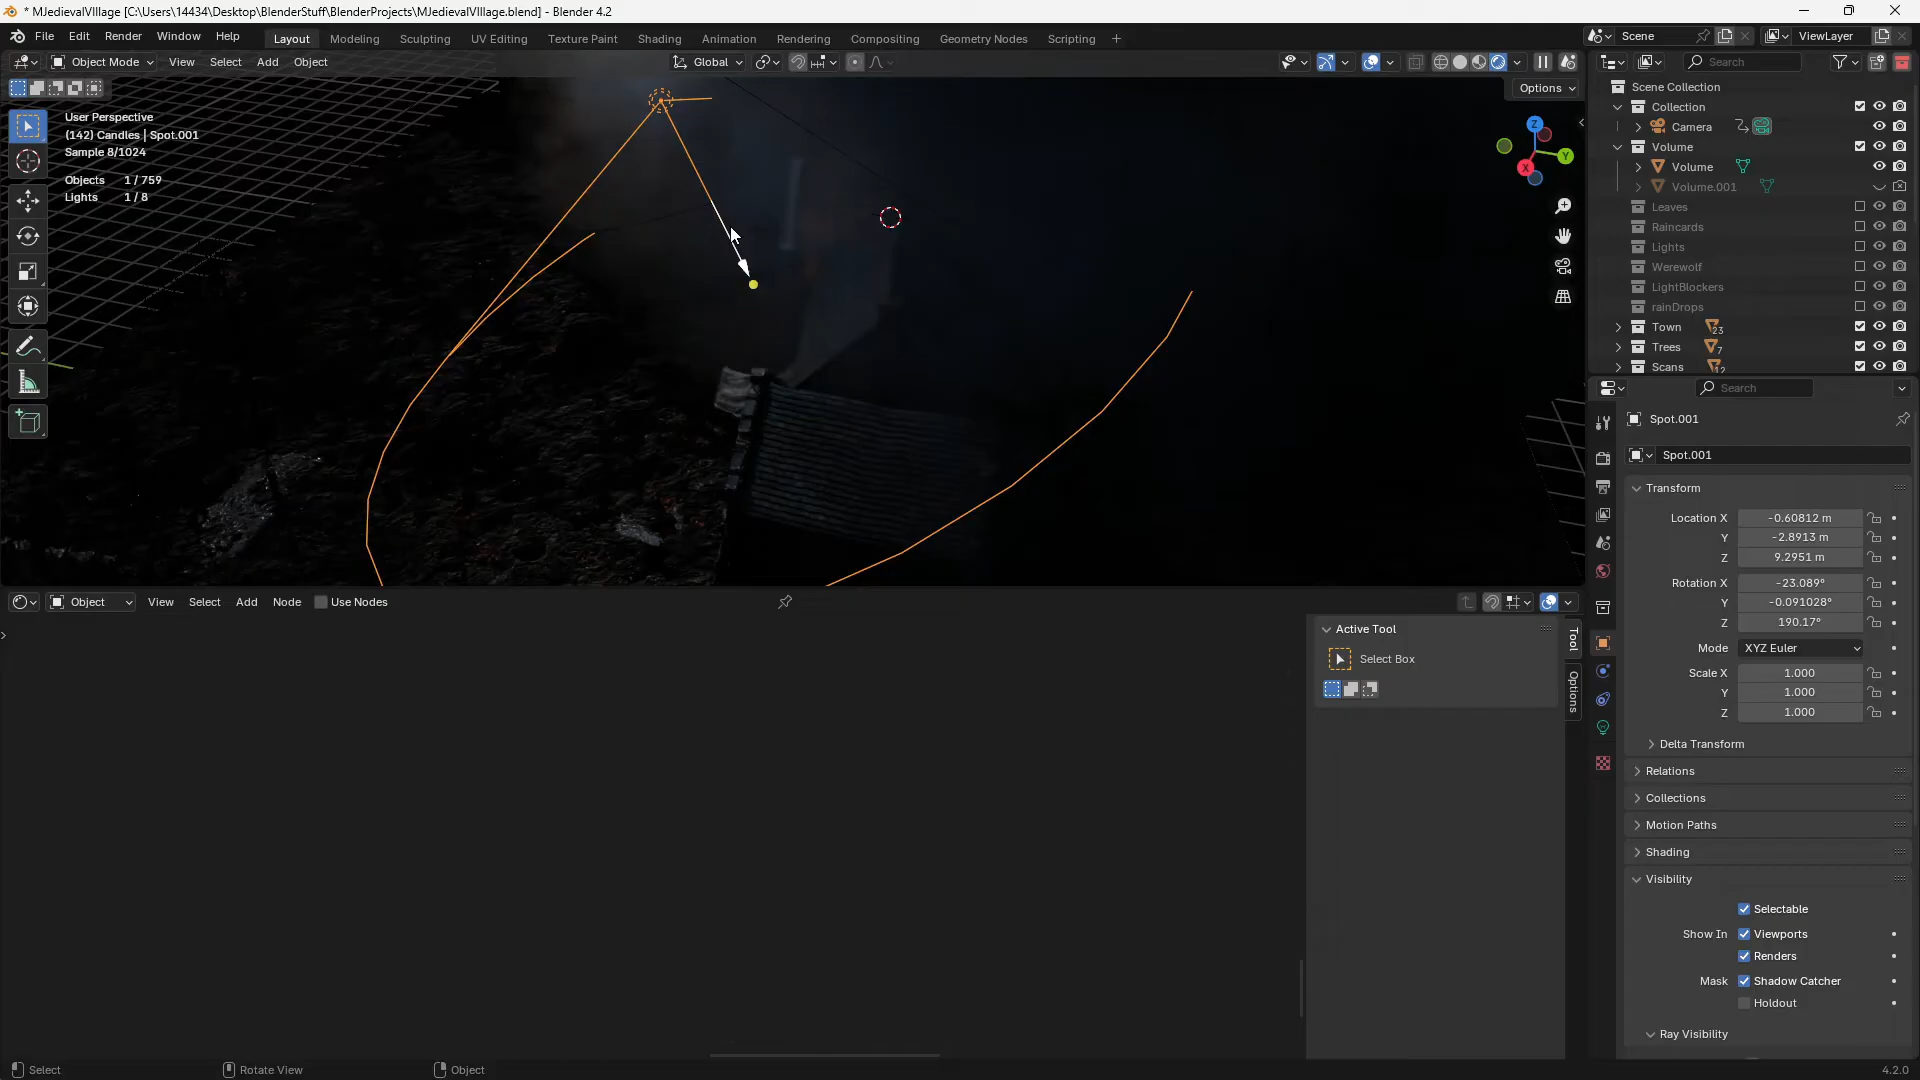 * MJedievalVIllage [C:\Users\14434\Desktop\BlenderStuff\BlenderProjects\MJedievalVIllage.blend] - Blender 4.2
File Edit Render Window Help Layout Modeling Sculpting UV Editing Texture Paint Shading Animation Rendering Compositing Geometry Nodes Scripting + Scene ViewLayer
Object Mode View Select Add Object Global Search
Options
User Perspective
(142) Candles | Spot.001
Sample 8/1024
Objects 1 / 759
Lights 1 / 8
Z
Y
X
Scene Collection
Collection
Camera
Volume
Volume
Volume.001
Leaves
Raincards
Lights
Werewolf
LightBlockers
rainDrops
Town 23
Trees 7
Scans 12
Search
Spot.001
Spot.001
Transform
Location X -0.60812 m
Y -2.8913 m
Z 9.2951 m
Rotation X -23.089°
Y -0.091028°
Z 190.17°
Mode XYZ Euler
Scale X 1.000
Y 1.000
Z 1.000
Delta Transform
Relations
Collections
Motion Paths
Shading
Visibility
Selectable
Show In Viewports
Renders
Mask Shadow Catcher
Holdout
Ray Visibility
Object View Select Add Node Use Nodes
Active Tool
Select Box
Tool
Options
Select Rotate View Object 4.2.0